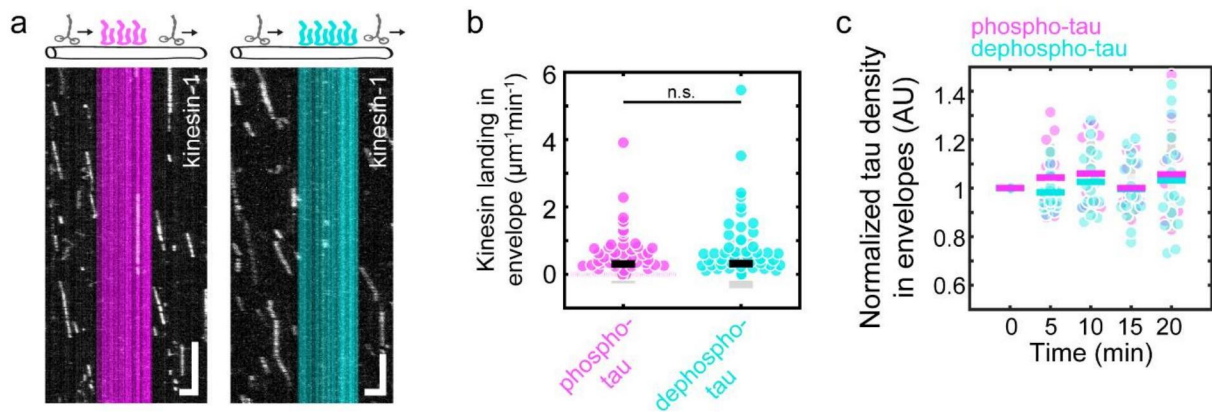 a
kinesin-1
kinesin-1
b
Kinesin landing in
envelope (µm⁻¹min⁻¹)
6
4
2
0
n.s.
phospho-
tau
dephospho-
tau
c
phospho-tau
dephospho-tau
Normalized tau density
in envelopes (AU)
1.4
1.2
1
0.8
0.6
0 5 10 15 20
Time (min)